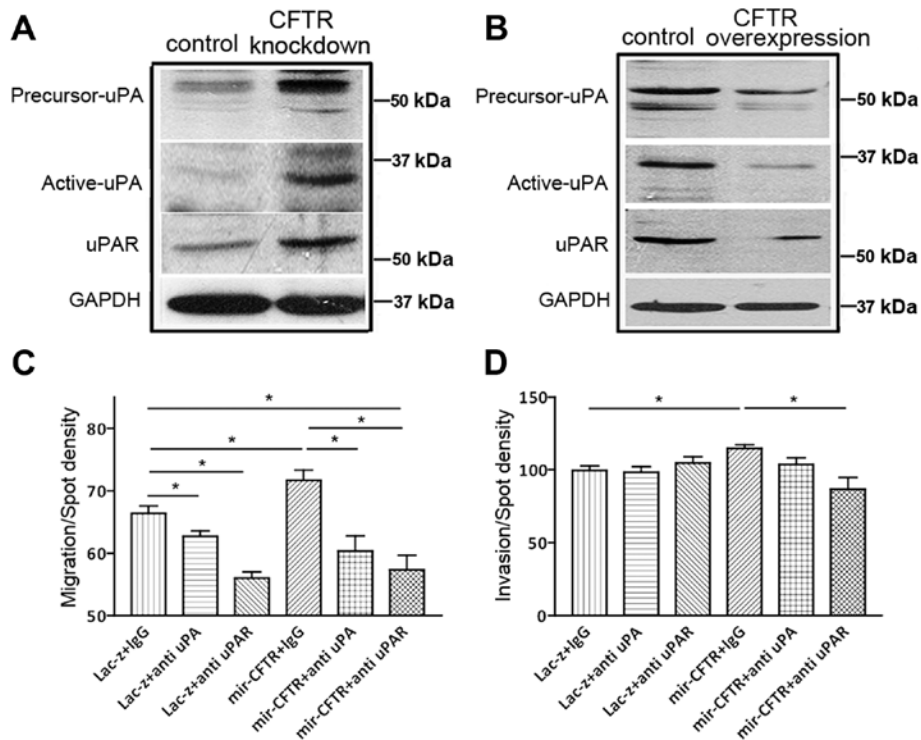 A
control
CFTR
knockdown
Precursor-uPA
50 kDa
37 kDa
Active-uPA
uPAR
50 kDa
GAPDH
37 kDa
B
control
CFTR
overexpression
Precursor-uPA
50 kDa
37 kDa
Active-uPA
uPAR
50 kDa
GAPDH
37 kDa
C
Migration/Spot density
80
70
60
50
*
*
*
*
*
*
Lac-z+IgG
Lac-z+anti uPA
Lac-z+anti uPAR
mir-CFTR+IgG
mir-CFTR+anti uPA
mir-CFTR+anti uPAR
D
Invasion/Spot density
150
100
50
0
*
*
Lac-z+IgG
Lac-z+anti uPA
Lac-z+anti uPAR
mir-CFTR+IgG
mir-CFTR+anti uPA
mir-CFTR+anti uPAR